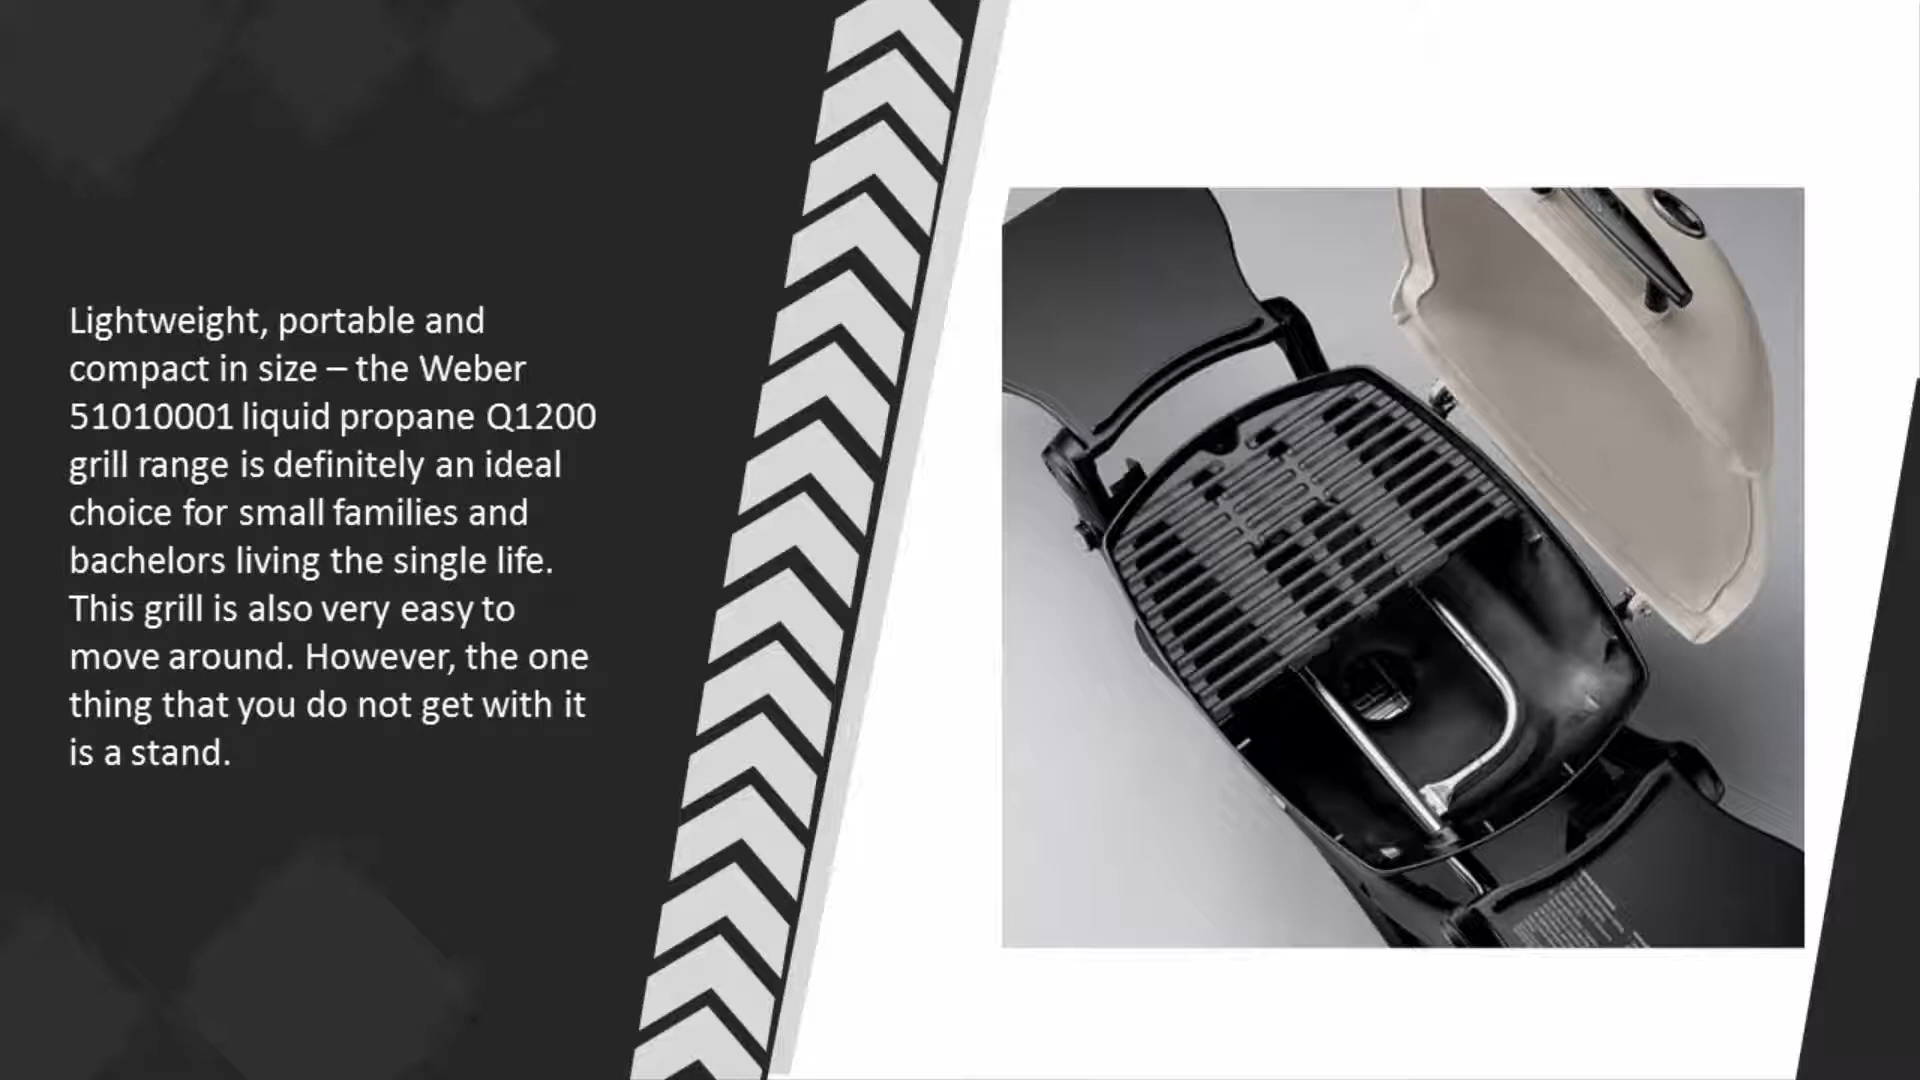 Lightweight, portable and
compact in size – the Weber
51010001 liquid propane Q1200
grill range is definitely an ideal
choice for small families and
bachelors living the single life.
This grill is also very easy to
move around. However, the one
thing that you do not get with it
is a stand.